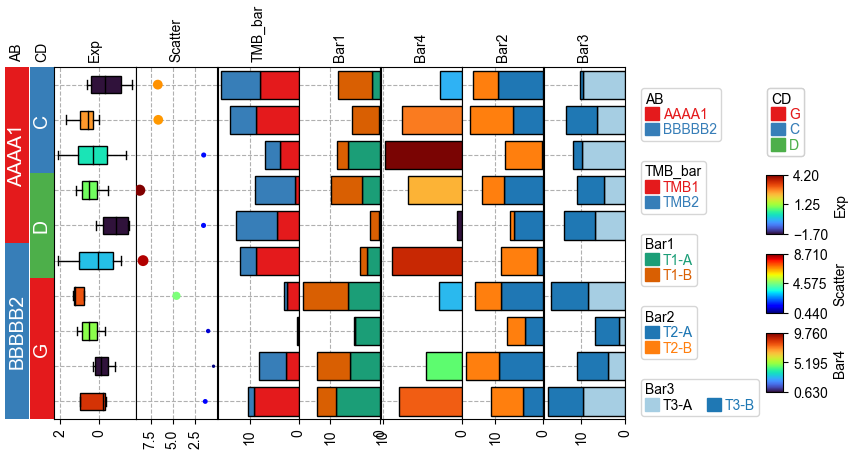 AB CD Exp Scatter TMB_bar Bar1 Bar4 Bar2 Bar3
AAAA1 C
D
BBBBB2 G
2 0 7.5 5.0 2.5 10 0 10 0 0 10 0 10 0
AB
AAAA1
BBBBB2
TMB_bar
TMB1
TMB2
Bar1
T1-A
T1-B
Bar2
T2-A
T2-B
Bar3
T3-A T3-B
CD
G
C
D
4.20
1.25
-1.70
Exp
8.710
4.575
0.440
Scatter
9.760
5.195
0.630
Bar4